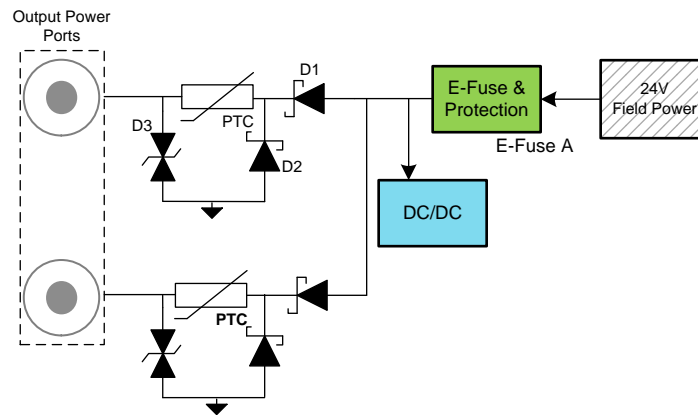 Output Power
Ports
D1
D3
PTC
D2
E-Fuse &
Protection
E-Fuse A
24V
Field Power
DC/DC
PTC